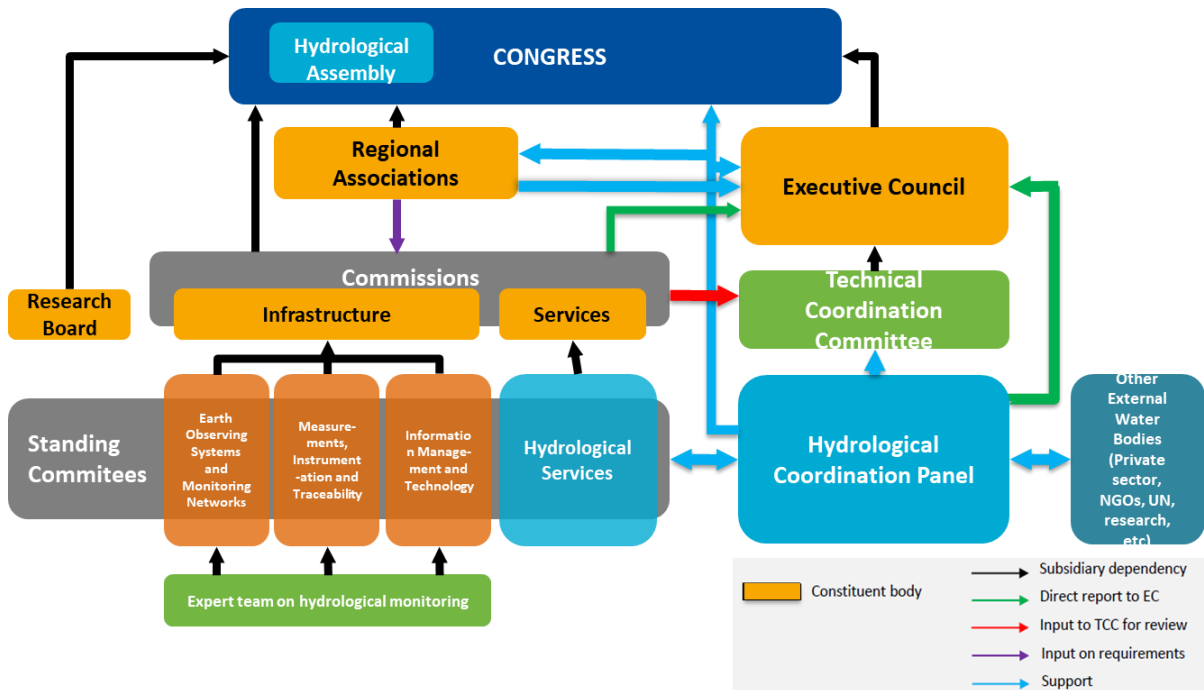 Hydrological
Assembly
CONGRESS
Regional
Associations
Executive Council
Commissions
Research
Board
Infrastructure
Services
Technical
Coordination
Committee
Standing
Commitees
Earth
Observing
Systems
and
Monitoring
Networks
Measure-
ments,
Instrument
-ation and
Traceability
Informatio
n Manage-
ment and
Technology
Hydrological
Services
Hydrological
Coordination Panel
Other
External
Water
Bodies
(Private
sector,
NGOs, UN,
research,
etc)
Expert team on hydrological monitoring
Constituent body
Subsidiary dependency
Direct report to EC
Input to TCC for review
Input on requirements
Support